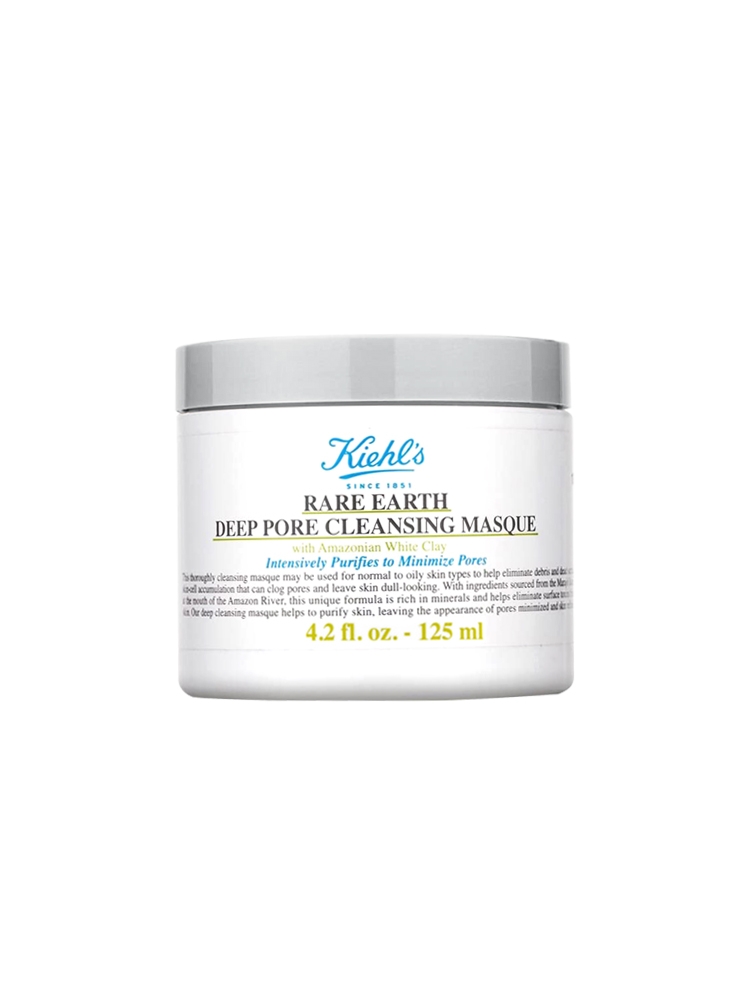 Kiehl's
SINCE 1851
RARE EARTH
DEEP PORE CLEANSING MASQUE
with Amazonian White Clay
Intensively Purifies to Minimize Pores
thoroughly cleansing masque may be used for normal to oily skin types to help eliminate debris and dead
skin-cell accumulation that can clog pores and leave skin dull-looking. With ingredients sourced from the
at the mouth of the Amazon River, this unique formula is rich in minerals and helps eliminate surface
skin. Our deep cleansing masque helps to purify skin, leaving the appearance of pores minimized and
4.2 fl. oz. - 125 ml